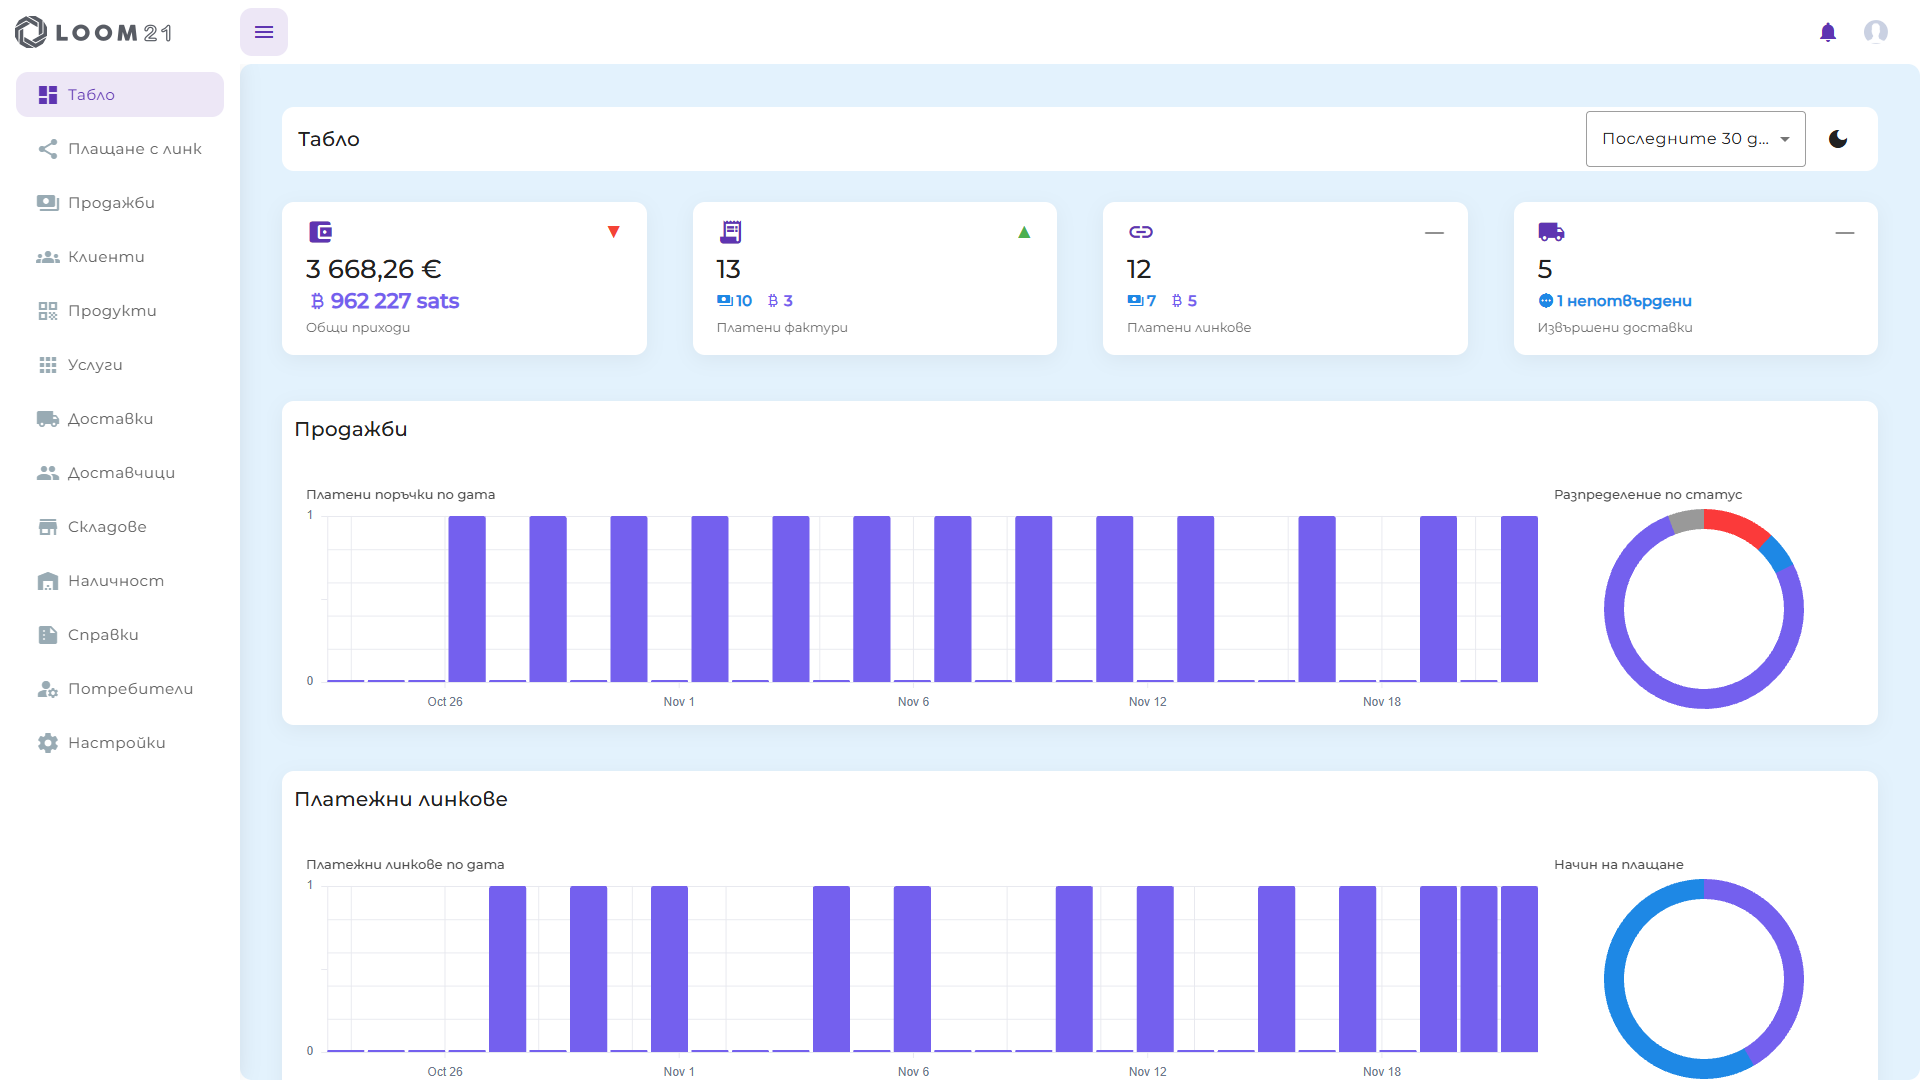 LOOM 21
Табло
Плащане с линк
Продажби
Клиенти
Продукти
Услуги
Доставки
Доставчици
Складове
Наличност
Справки
Потребители
Настройки
Табло
Последните 30 д...
3 668,26 €
962 227 sats
Общи приходи
13
10 3
Платени фактури
12
7 5
Платени линкове
5
1 непотвърдени
Извършени доставки
Продажби
Платени поръчки по дата
1
0
Oct 26 Nov 1 Nov 6 Nov 12 Nov 18
Разпределение по статус
Платежни линкове
Платежни линкове по дата
1
0
Oct 26 Nov 1 Nov 6 Nov 12 Nov 18
Начин на плащане